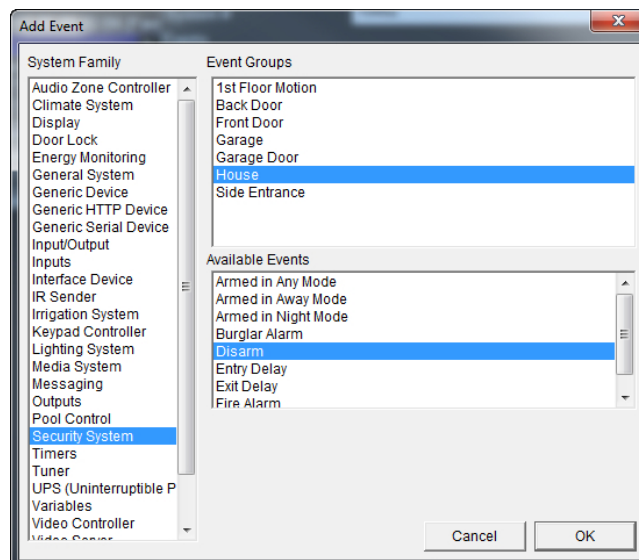 Add Event
System Family
Audio Zone Controller
Climate System
Display
Door Lock
Energy Monitoring
General System
Generic Device
Generic HTTP Device
Generic Serial Device
Input/Output
Inputs
Interface Device
IR Sender
Irrigation System
Keypad Controller
Lighting System
Media System
Messaging
Outputs
Pool Control
Security System
Timers
Tuner
UPS (Uninterruptible P
Variables
Video Controller
Video Server
Event Groups
1st Floor Motion
Back Door
Front Door
Garage
Garage Door
House
Side Entrance
Available Events
Armed in Any Mode
Armed in Away Mode
Armed in Night Mode
Burglar Alarm
Disarm
Entry Delay
Exit Delay
Fire Alarm
Cancel
OK